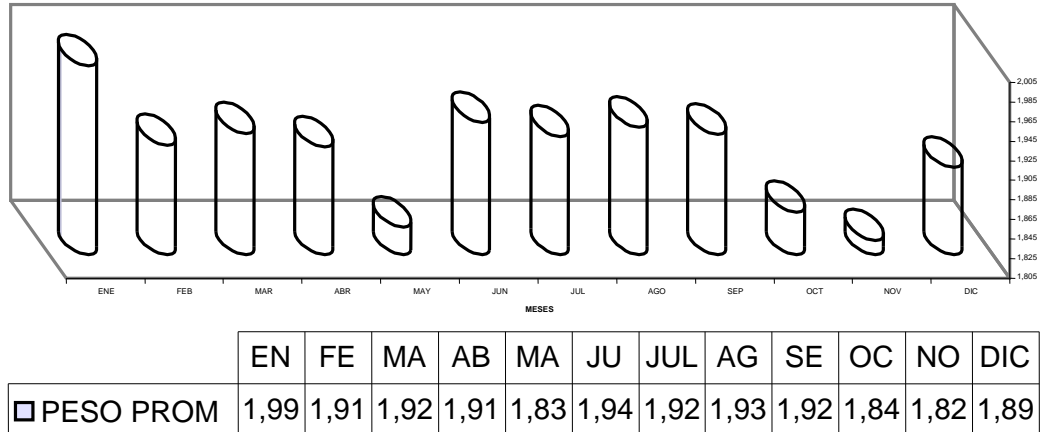 2,005
1,985
1,965
1,945
1,925
1,905
1,885
1,865
1,845
1,825
1,805
ENE FEB MAR ABR MAY JUN JUL AGO SEP OCT NOV DIC
MESES
EN FE MA AB MA JU JUL AG SE OC NO DIC
PESO PROM 1,99 1,91 1,92 1,91 1,83 1,94 1,92 1,93 1,92 1,84 1,82 1,89